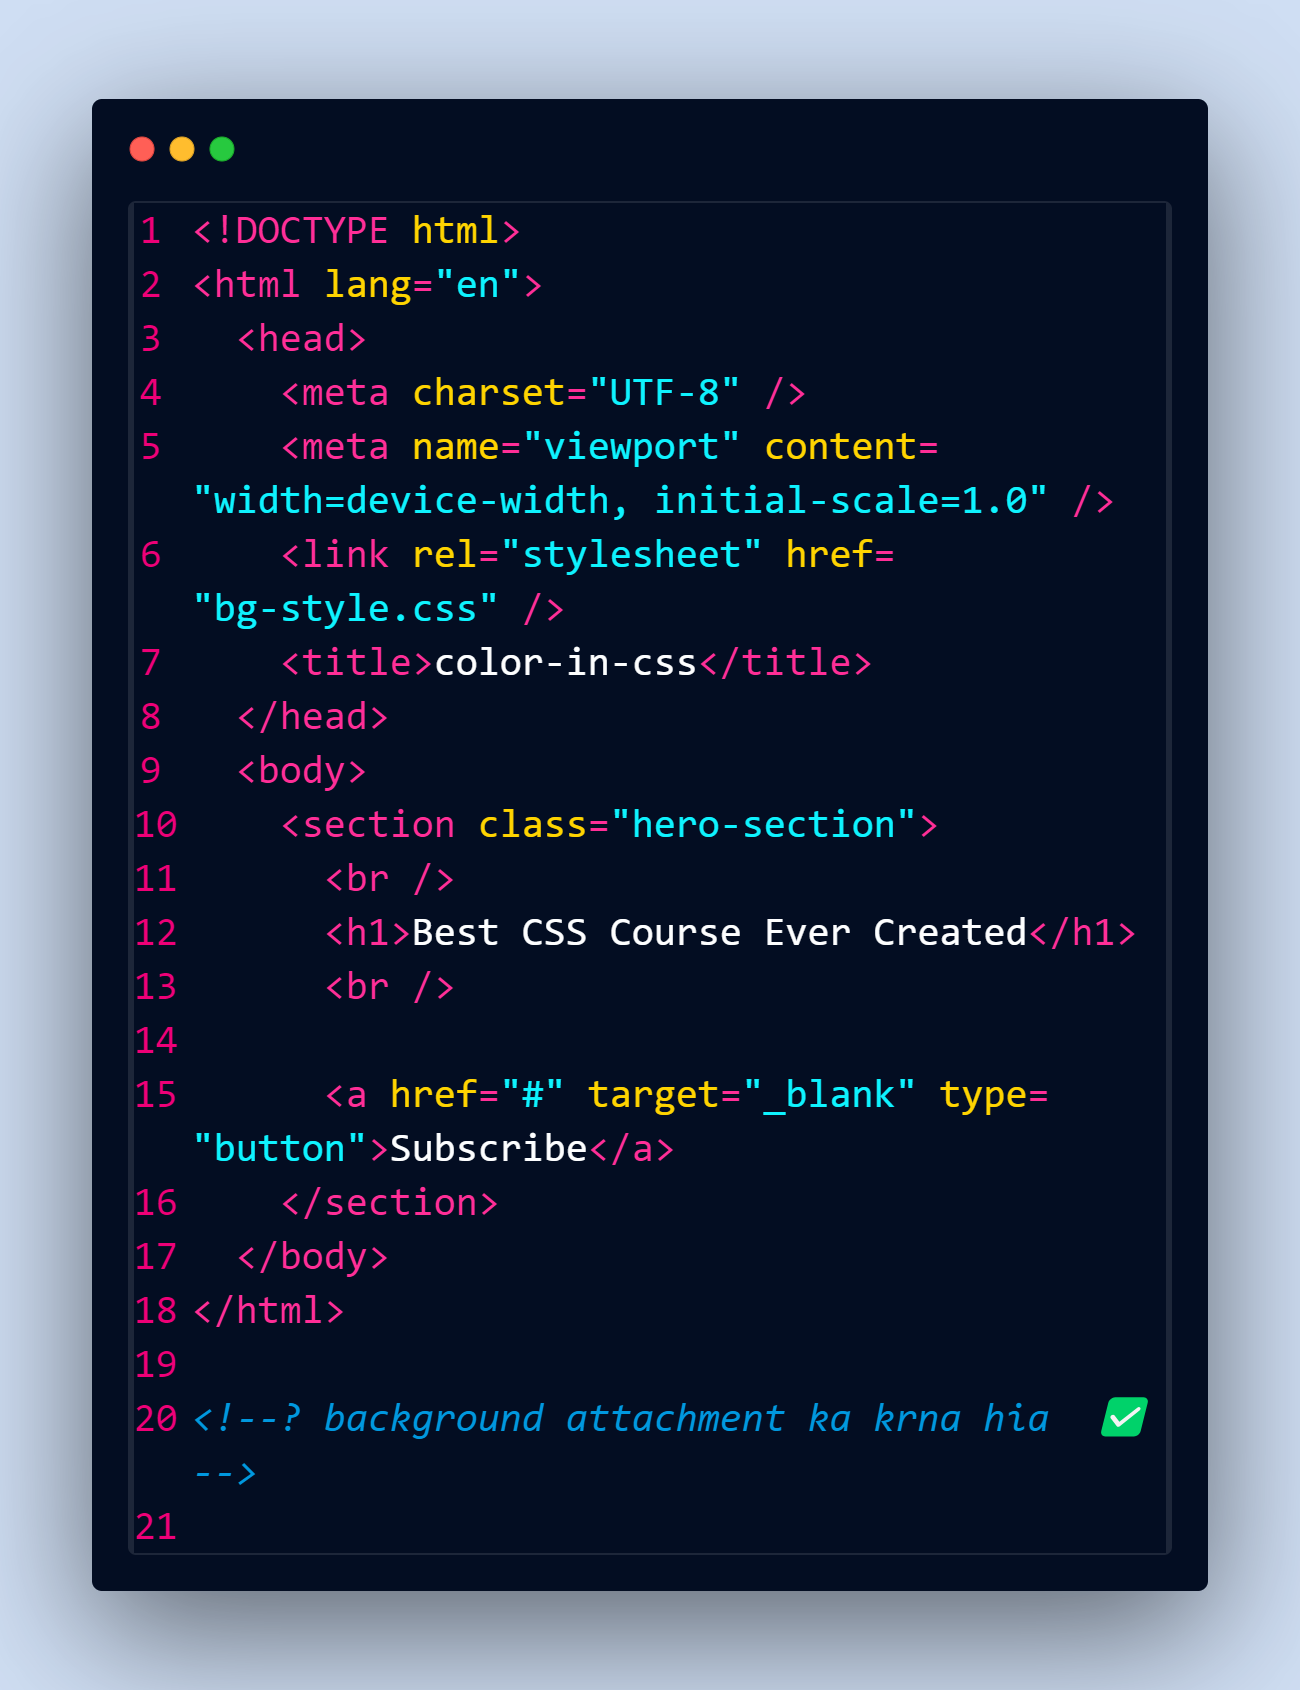 1 <!DOCTYPE html>
2 <html lang="en">
3   <head>
4     <meta charset="UTF-8" />
5     <meta name="viewport" content=
"width=device-width, initial-scale=1.0" />
6     <link rel="stylesheet" href=
"bg-style.css" />
7     <title>color-in-css</title>
8   </head>
9   <body>
10     <section class="hero-section">
11       <br />
12       <h1>Best CSS Course Ever Created</h1>
13       <br />
14
15       <a href="#" target="_blank" type=
"button">Subscribe</a>
16     </section>
17   </body>
18 </html>
19
20 <!--? background attachment ka krna hia ✅
-->
21